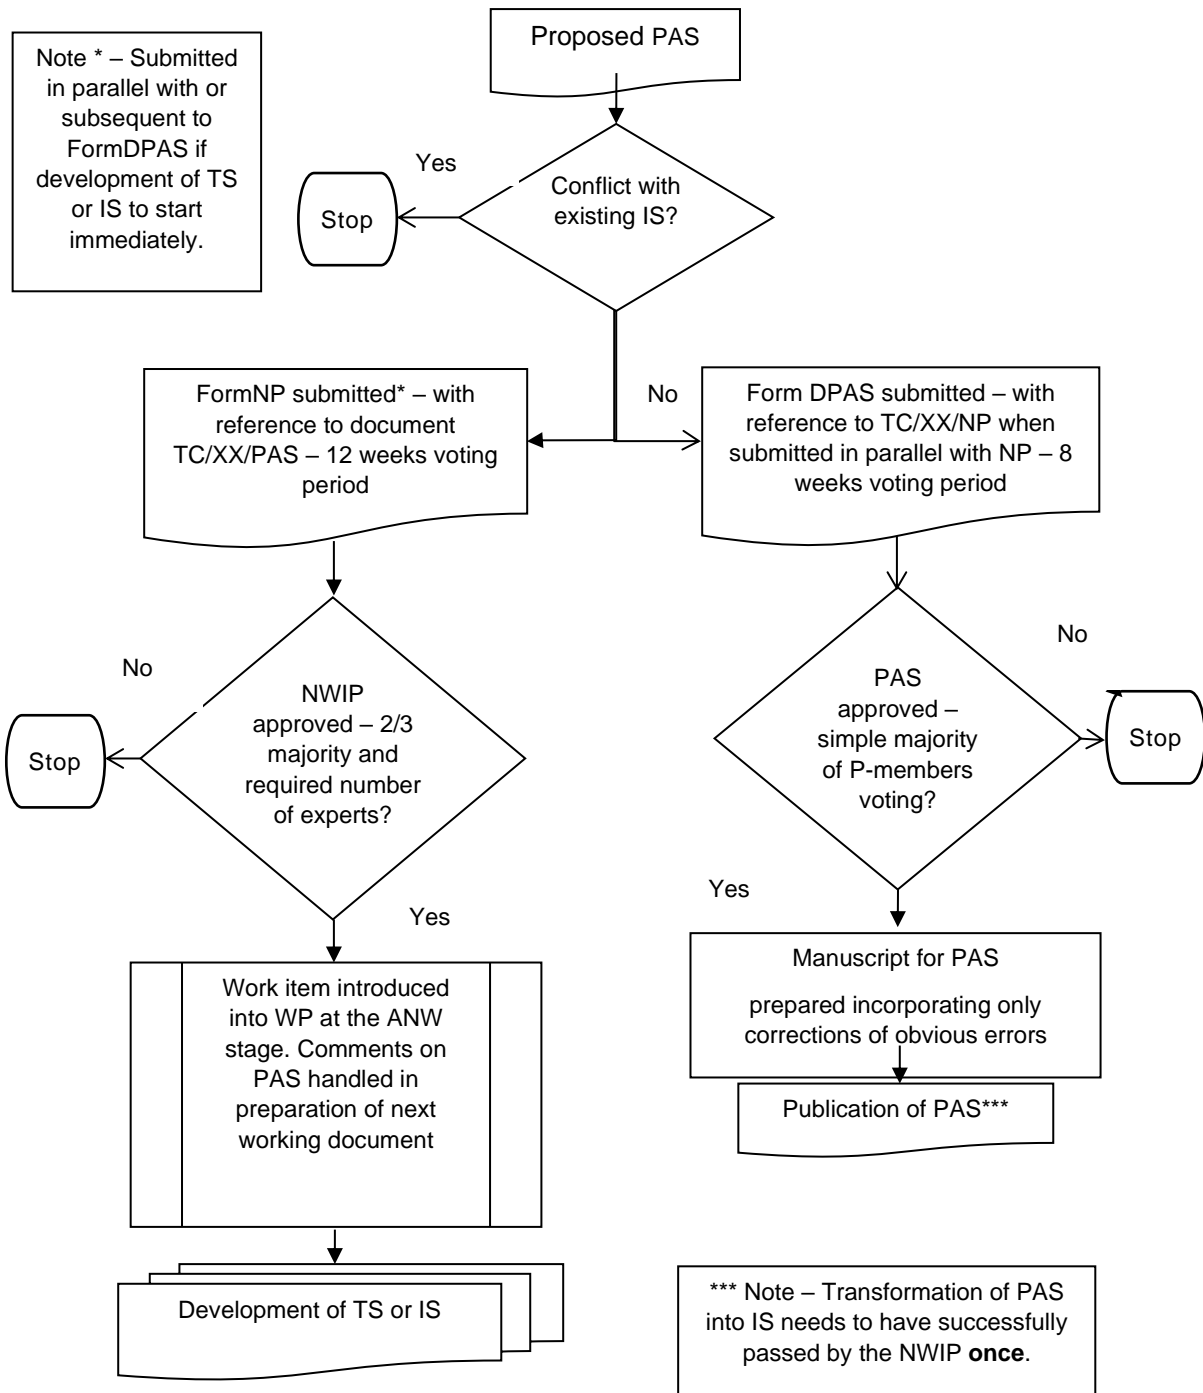 Proposed PAS
Note * – Submitted
in parallel with or
subsequent to
FormDPAS if
development of TS
or IS to start
immediately.
Yes
Conflict with
existing IS?
Stop
FormNP submitted* – with
reference to document
TC/XX/PAS – 12 weeks voting
period
No
Form DPAS submitted – with
reference to TC/XX/NP when
submitted in parallel with NP – 8
weeks voting period
No
NWIP
approved – 2/3
majority and
required number
of experts?
Stop
No
PAS
approved –
simple majority
of P-members
voting?
Stop
Yes
Yes
Work item introduced
into WP at the ANW
stage. Comments on
PAS handled in
preparation of next
working document
Manuscript for PAS
prepared incorporating only
corrections of obvious errors
Publication of PAS***
Development of TS or IS
*** Note – Transformation of PAS
into IS needs to have successfully
passed by the NWIP once.